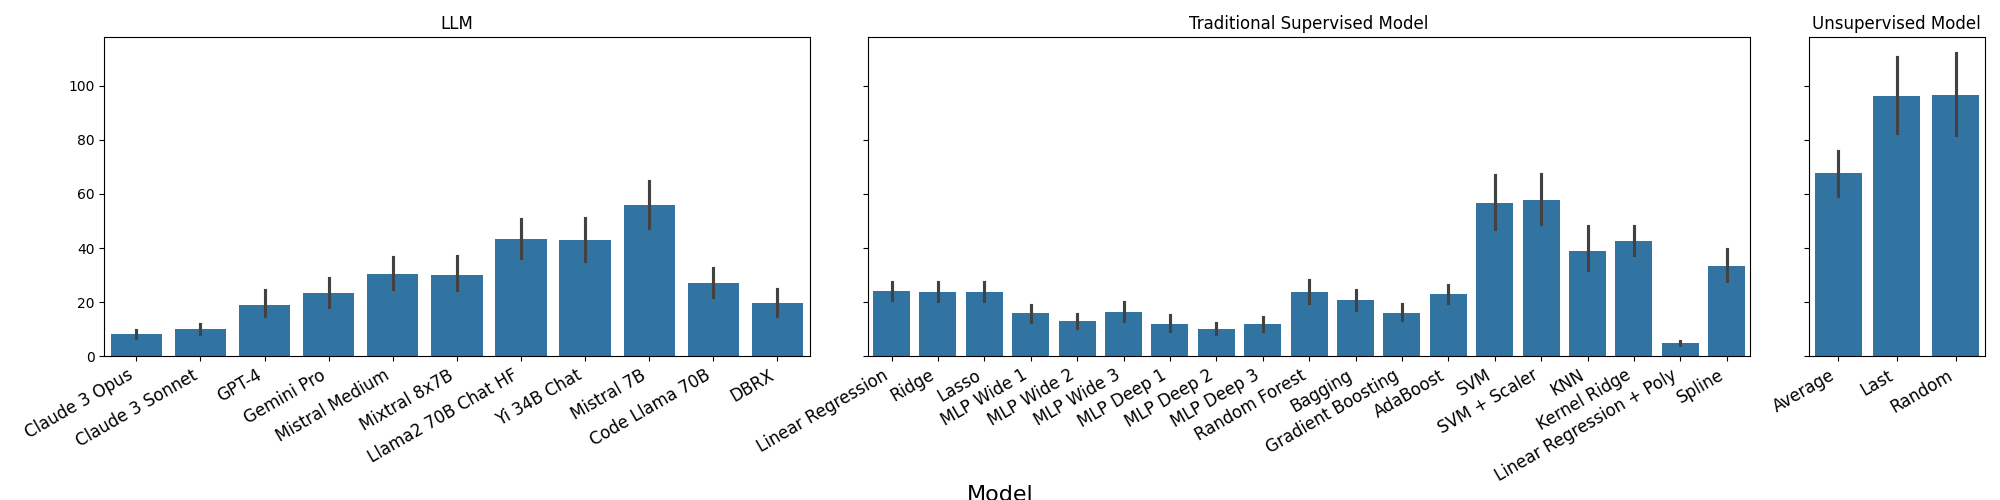 LLM
Traditional Supervised Model
Unsupervised Model
100
80
60
40
20
0
Claude 3 Opus
Claude 3 Sonnet
GPT-4
Gemini Pro
Mistral Medium
Mixtral 8x7B
Llama2 70B Chat HF
Yi 34B Chat
Mistral 7B
Code Llama 70B
DBRX
Linear Regression
Ridge
Lasso
MLP Wide 1
MLP Wide 2
MLP Wide 3
MLP Deep 1
MLP Deep 2
MLP Deep 3
Random Forest
Bagging
Gradient Boosting
AdaBoost
SVM
SVM + Scaler
KNN
Kernel Ridge
Linear Regression + Poly
Spline
Average
Last
Random
Model